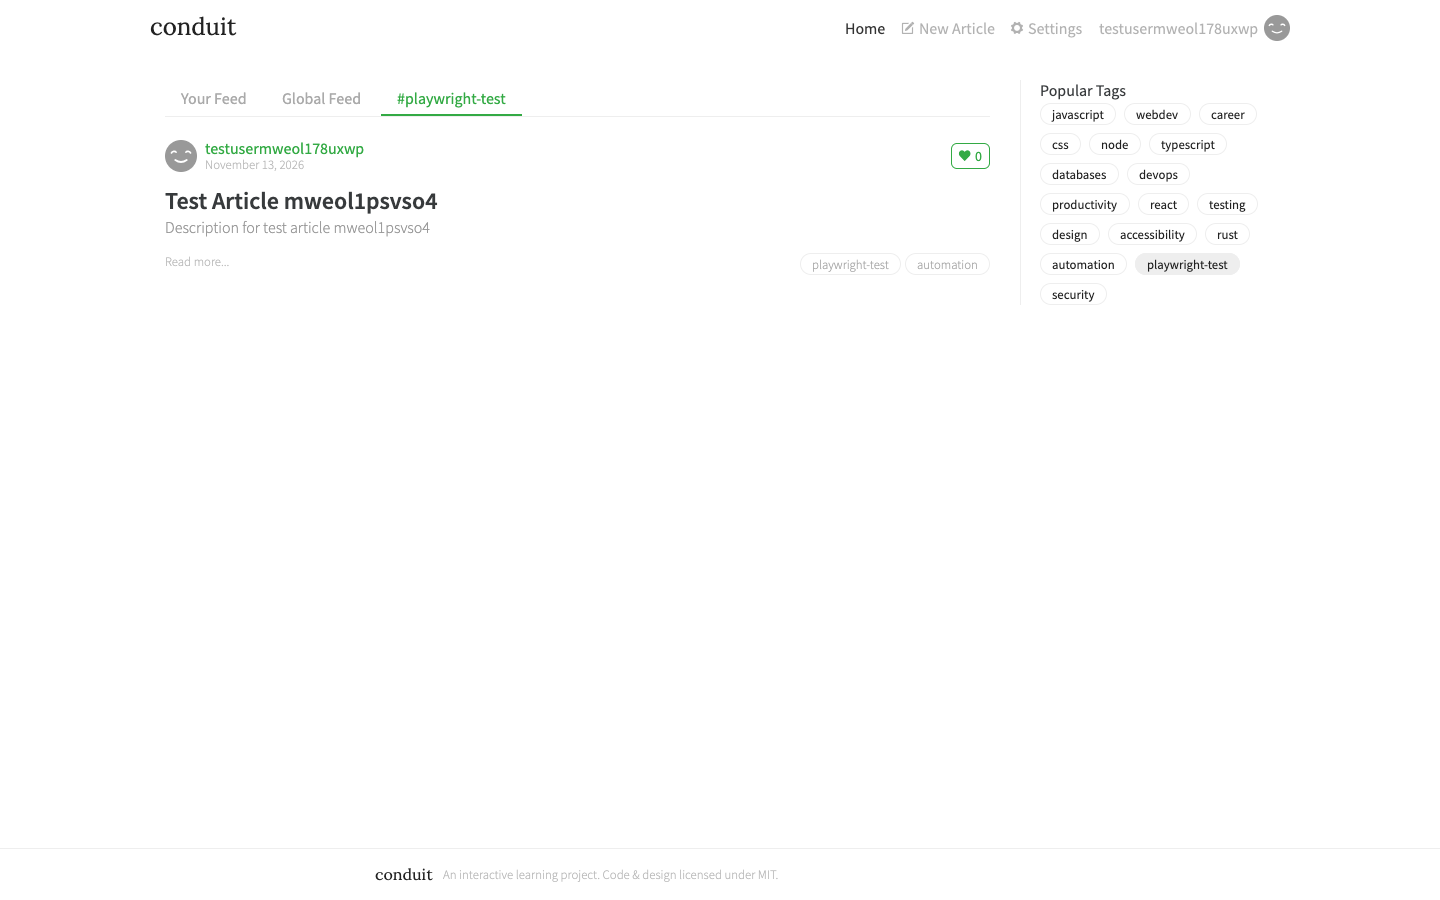 conduit
Home New Article Settings testusermweol178uxwp
Your Feed Global Feed #playwright-test
testusermweol178uxwp
November 13, 2026
0
Test Article mweol1psvso4
Description for test article mweol1psvso4
Read more...
playwright-test automation
Popular Tags
javascript webdev career
css node typescript
databases devops
productivity react testing
design accessibility rust
automation playwright-test
security
conduit An interactive learning project. Code & design licensed under MIT.